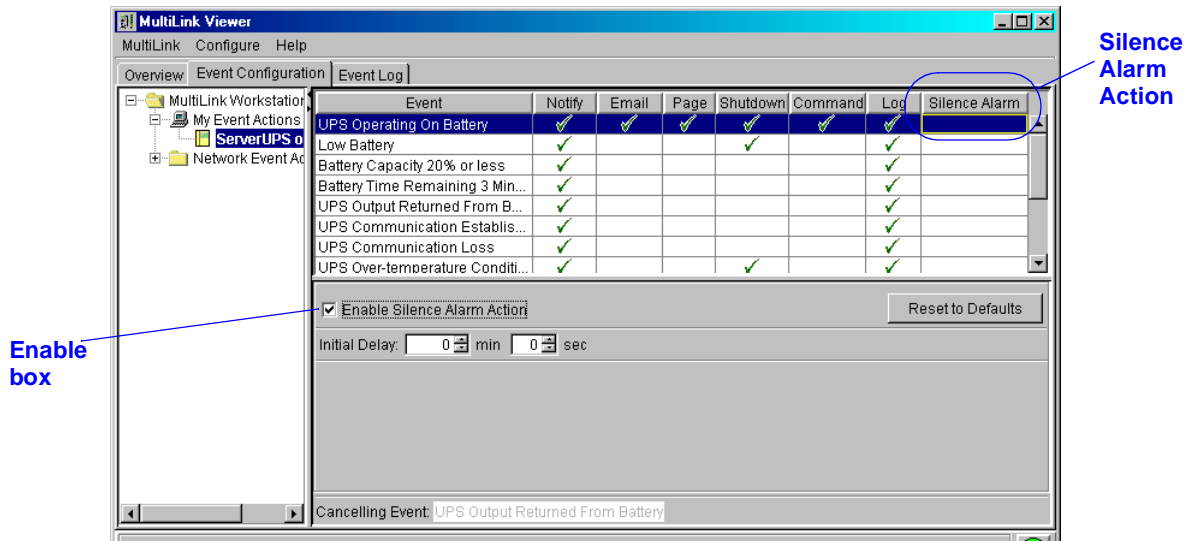 MultiLink Viewer
MultiLink Configure Help
Overview Event Configuration Event Log
MultiLink Workstation
My Event Actions
ServerUPS o
Network Event Ac
Event Notify Email Page Shutdown Command Log Silence Alarm
UPS Operating On Battery
Low Battery
Battery Capacity 20% or less
Battery Time Remaining 3 Min...
UPS Output Returned From B...
UPS Communication Establis...
UPS Communication Loss
UPS Over-temperature Conditi...
Enable Silence Alarm Action
Reset to Defaults
Initial Delay: 0 min 0 sec
Cancelling Event: UPS Output Returned From Battery
Silence
Alarm
Action
Enable
box